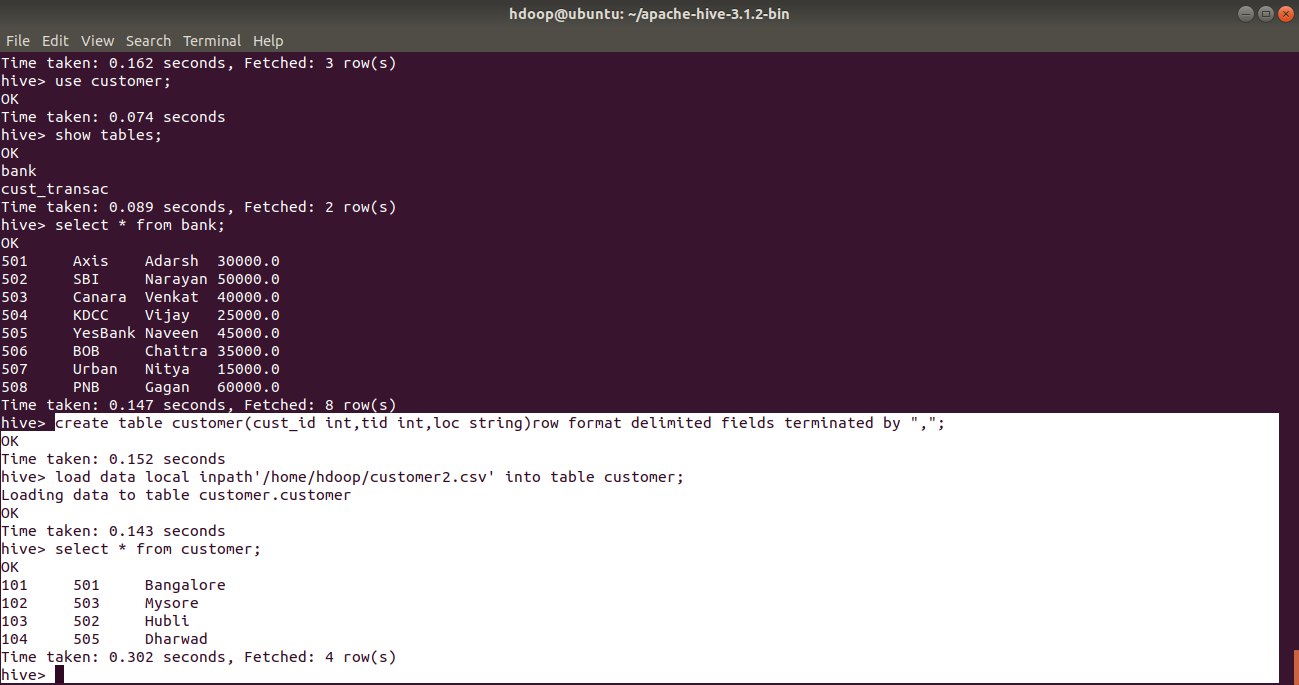 hdoop@ubuntu: ~/apache-hive-3.1.2-bin
File Edit View Search Terminal Help
Time taken: 0.162 seconds, Fetched: 3 row(s)
hive> use customer;
OK
Time taken: 0.074 seconds
hive> show tables;
OK
bank
cust_transac
Time taken: 0.089 seconds, Fetched: 2 row(s)
hive> select * from bank;
OK
501 Axis Adarsh 30000.0
502 SBI Narayan 50000.0
503 Canara Venkat 40000.0
504 KDCC Vijay 25000.0
505 YesBank Naveen 45000.0
506 BOB Chaitra 35000.0
507 Urban Nitya 15000.0
508 PNB Gagan 60000.0
Time taken: 0.147 seconds, Fetched: 8 row(s)
hive> create table customer(cust_id int,tid int,loc string)row format delimited fields terminated by ",";
OK
Time taken: 0.152 seconds
hive> load data local inpath'/home/hdoop/customer2.csv' into table customer;
Loading data to table customer.customer
OK
Time taken: 0.143 seconds
hive> select * from customer;
OK
101 501 Bangalore
102 503 Mysore
103 502 Hubli
104 505 Dharwad
Time taken: 0.302 seconds, Fetched: 4 row(s)
hive>